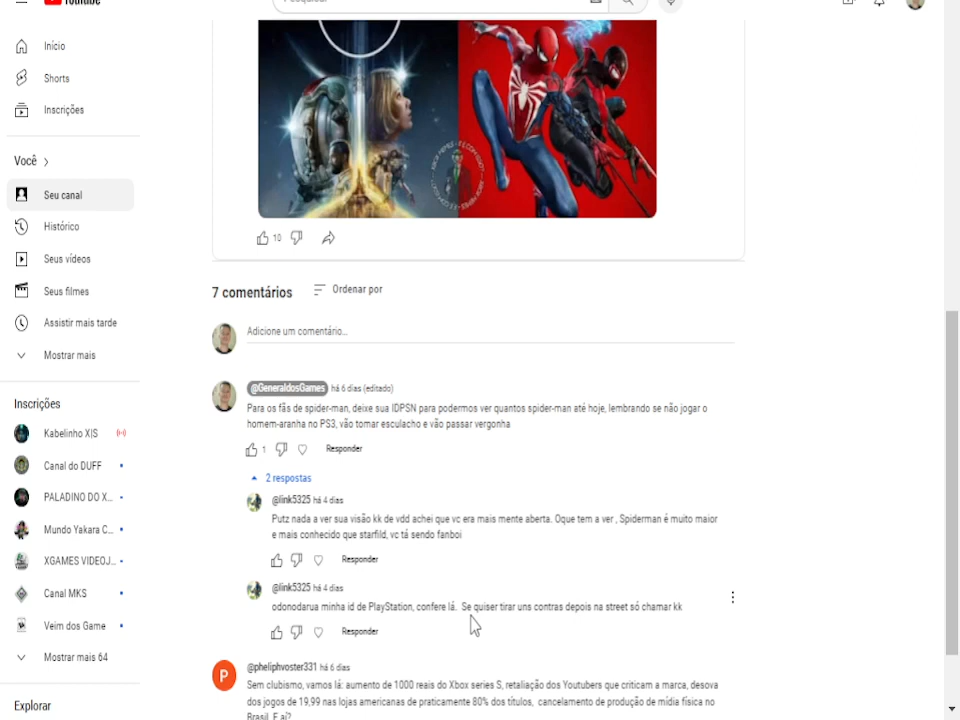 YouTube
Pesquisar
Início
Shorts
Inscrições
Você
Seu canal
Histórico
Seus vídeos
Seus filmes
Assistir mais tarde
Mostrar mais
Inscrições
Kabelinho X|S
Canal do DUFF
PALADINO DO X...
Mundo Yakara C...
XGAMES VIDEOJ...
Canal MKS
Veim dos Game
Mostrar mais 64
Explorar
10
7 comentários
Ordenar por
Adicione um comentário...
@GeneraldosGames há 6 dias (editado)
Para os fãs de spider-man, deixe sua IDPSN para podermos ver quantos spider-man até hoje, lembrando se não jogar o
homem-aranha no PS3, vão tomar esculacho e vão passar vergonha
1
Responder
2 respostas
@link5325 há 4 dias
Putz nada a ver sua visão kk de vdd achei que vc era mais mente aberta. Oque tem a ver , Spiderman é muito maior
e mais conhecido que starfild, vc tá sendo fanboi
Responder
@link5325 há 4 dias
odonodarua minha id de PlayStation, confere lá. Se quiser tirar uns contras depois na street só chamar kk
Responder
P
@pheliphvoster331 há 6 dias
Sem clubismo, vamos lá: aumento de 1000 reais do Xbox series S, retaliação dos Youtubers que criticam a marca, desova
dos jogos de 19,99 nas lojas americanas de praticamente 80% dos títulos, cancelamento de produção de mídia física no
Brasil. E aí?